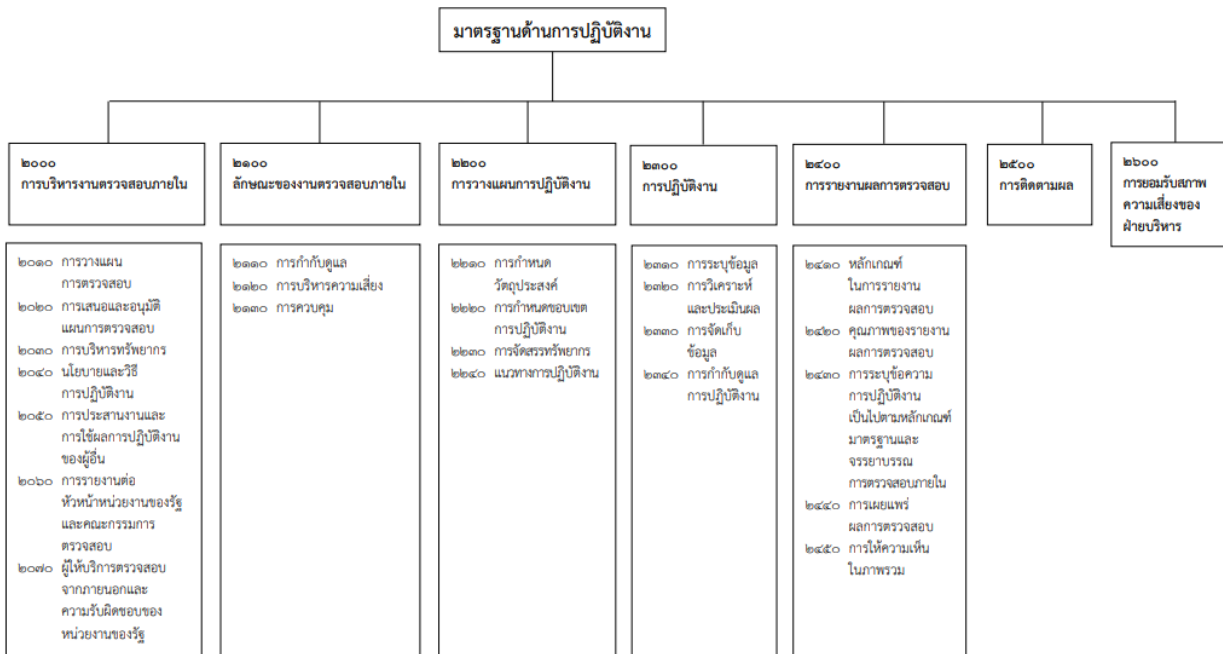 มาตรฐานด้านการปฏิบัติงาน
๒๐๐๐
การบริหารงานตรวจสอบภายใน
๒๐๑๐ การวางแผน
การตรวจสอบ
๒๐๒๐ การเสนอและอนุมัติ
แผนการตรวจสอบ
๒๐๓๐ การบริหารทรัพยากร
๒๐๔๐ นโยบายและวิธี
การปฏิบัติงาน
๒๐๕๐ การประสานงานและ
การใช้ผลการปฏิบัติงาน
ของผู้อื่น
๒๐๖๐ การรายงานต่อ
หัวหน้าหน่วยงานของรัฐ
และคณะกรรมการ
ตรวจสอบ
๒๐๗๐ ผู้ให้บริการตรวจสอบ
จากภายนอกและ
ความรับผิดชอบของ
หน่วยงานของรัฐ
๒๑๐๐
ลักษณะของงานตรวจสอบภายใน
๒๑๑๐ การกำกับดูแล
๒๑๒๐ การบริหารความเสี่ยง
๒๑๓๐ การควบคุม
๒๒๐๐
การวางแผนการปฏิบัติงาน
๒๒๑๐ การกำหนด
วัตถุประสงค์
๒๒๒๐ การกำหนดขอบเขต
การปฏิบัติงาน
๒๒๓๐ การจัดสรรทรัพยากร
๒๒๔๐ แนวทางการปฏิบัติงาน
๒๓๐๐
การปฏิบัติงาน
๒๓๑๐ การระบุข้อมูล
๒๓๒๐ การวิเคราะห์
และประเมินผล
๒๓๓๐ การจัดเก็บ
ข้อมูล
๒๓๔๐ การกำกับดูแล
การปฏิบัติงาน
๒๔๐๐
การรายงานผลการตรวจสอบ
๒๔๑๐ หลักเกณฑ์
ในการรายงาน
ผลการตรวจสอบ
๒๔๒๐ คุณภาพของรายงาน
ผลการตรวจสอบ
๒๔๓๐ การระบุข้อความ
การปฏิบัติงาน
เป็นไปตามหลักเกณฑ์
มาตรฐานและ
จรรยาบรรณ
การตรวจสอบภายใน
๒๔๔๐ การเผยแพร่
ผลการตรวจสอบ
๒๔๕๐ การให้ความเห็น
ในภาพรวม
๒๕๐๐
การติดตามผล
๒๖๐๐
การยอมรับสภาพ
ความเสี่ยงของ
ฝ่ายบริหาร